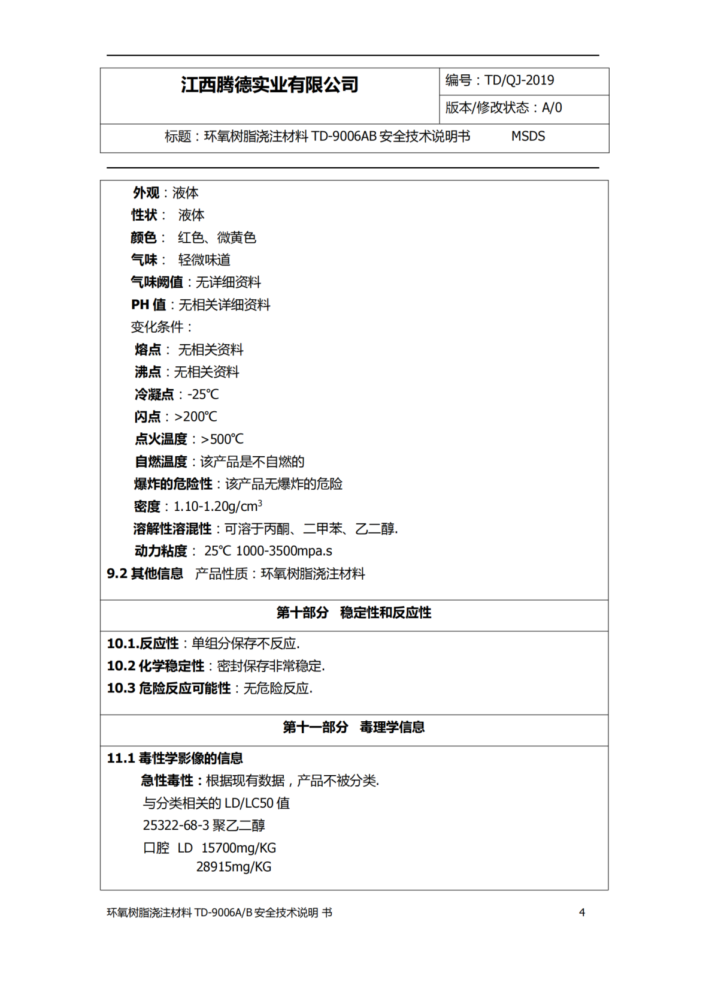 江西腾德实业有限公司
编号：TD/QJ-2019
版本/修改状态：A/0
标题：环氧树脂浇注材料 TD-9006AB 安全技术说明书 MSDS
外观：液体
性状： 液体
颜色： 红色、微黄色
气味： 轻微味道
气味阙值：无详细资料
PH 值：无相关详细资料
变化条件：
熔点： 无相关资料
沸点：无相关资料
冷凝点：-25℃
闪点：>200℃
点火温度：>500℃
自燃温度：该产品是不自燃的
爆炸的危险性：该产品无爆炸的危险
密度：1.10-1.20g/cm³
溶解性溶混性：可溶于丙酮、二甲苯、乙二醇.
动力粘度： 25℃ 1000-3500mpa.s
9.2 其他信息 产品性质：环氧树脂浇注材料
第十部分 稳定性和反应性
10.1.反应性：单组分保存不反应.
10.2 化学稳定性：密封保存非常稳定.
10.3 危险反应可能性：无危险反应.
第十一部分 毒理学信息
11.1 毒性学影像的信息
急性毒性：根据现有数据，产品不被分类.
与分类相关的 LD/LC50 值
25322-68-3 聚乙二醇
口腔 LD 15700mg/KG
28915mg/KG
环氧树脂浇注材料 TD-9006A/B 安全技术说明 书 4